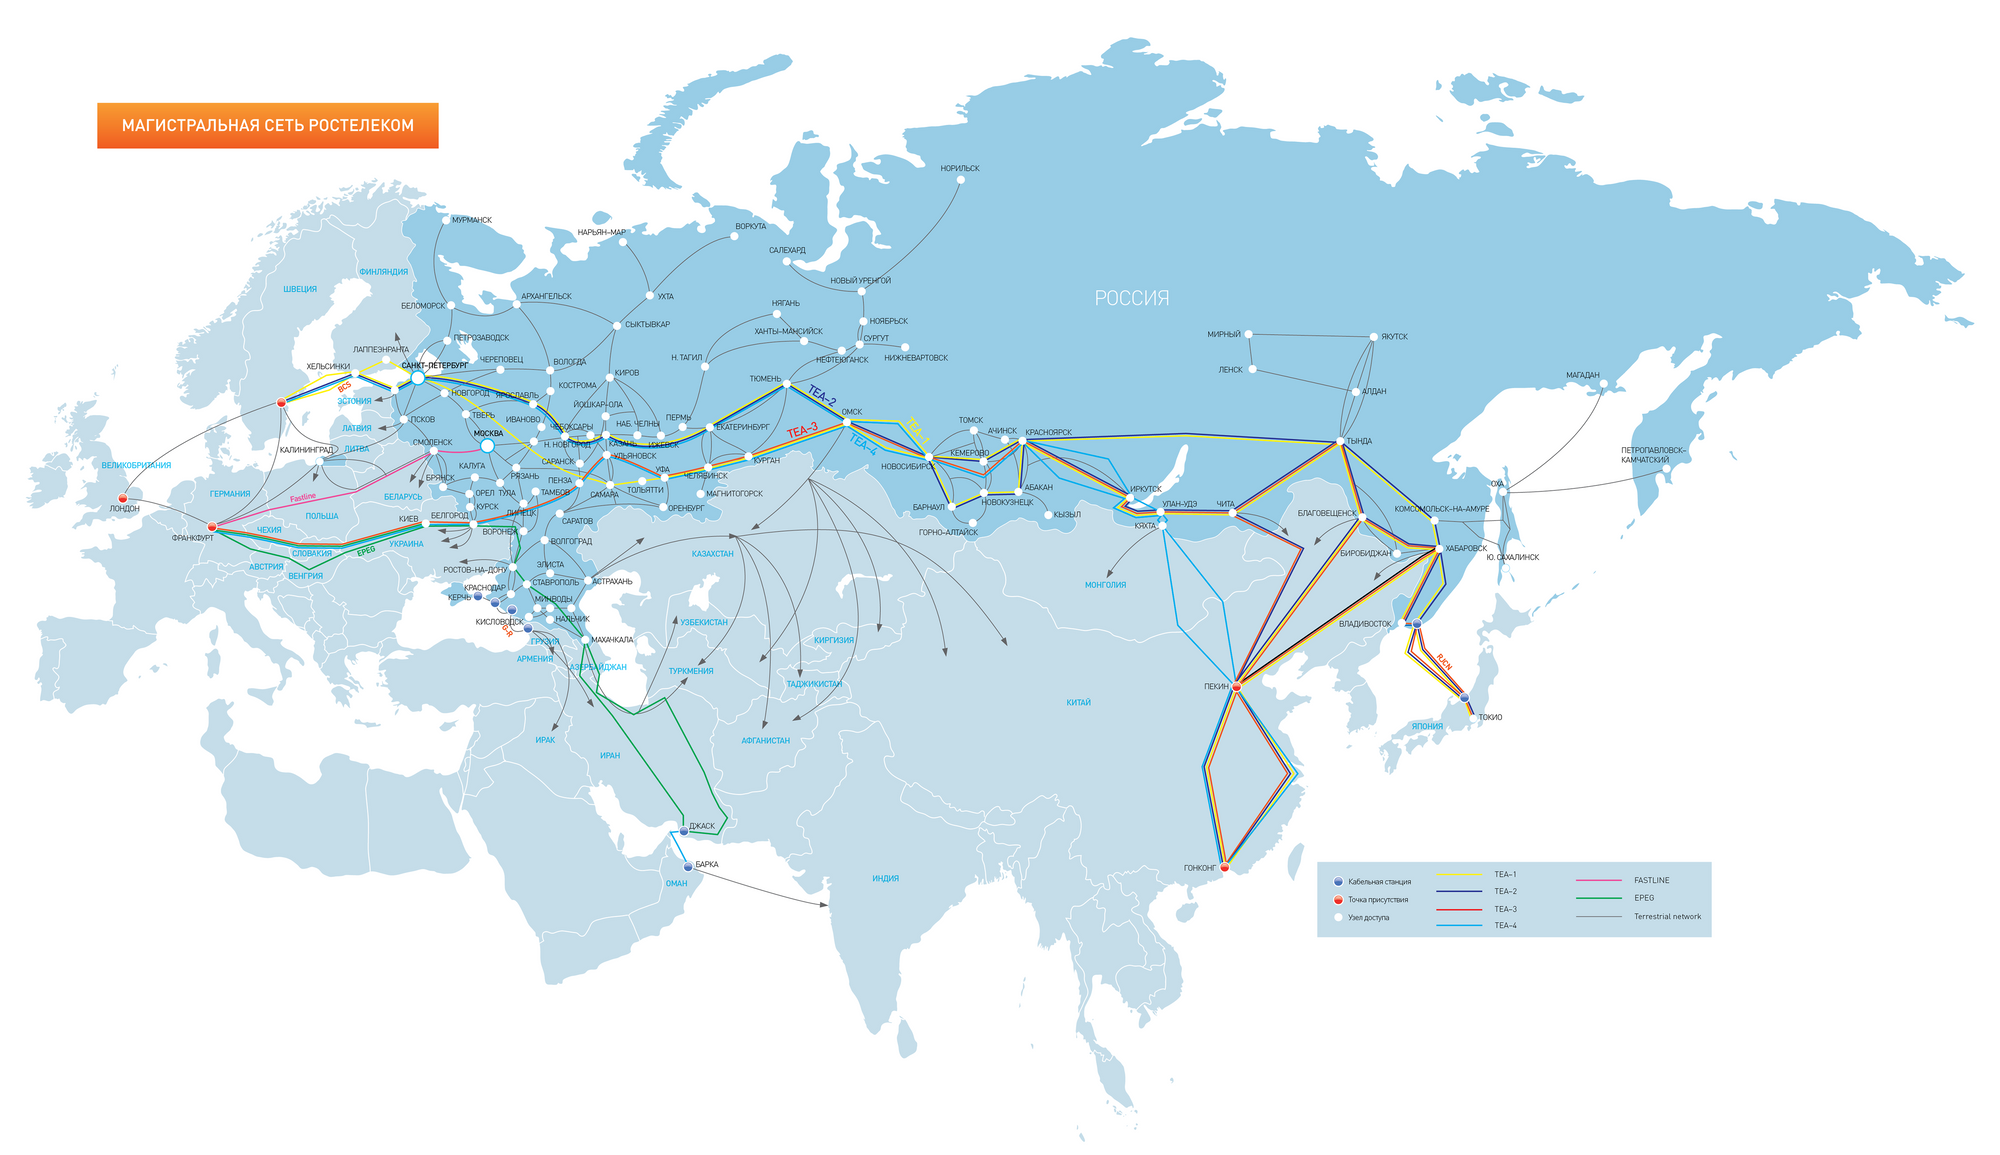 МАГИСТРАЛЬНАЯ СЕТЬ РОСТЕЛЕКОМ
НОРИЛЬСК
МУРМАНСК
ВОРКУТА
НАРЬЯН-МАР
САЛЕХАРД
ФИНЛЯНДИЯ
НОВЫЙ УРЕНГОЙ
ШВЕЦИЯ
АРХАНГЕЛЬСК
УХТА
РОССИЯ
БЕЛОМОРСК
НЯГАНЬ
СЫКТЫВКАР
НОЯБРЬСК
ХАНТЫ-МАНСИЙСК
ПЕТРОЗАВОДСК
МИРНЫЙ
ЯКУТСК
СУРГУТ
ЛАППЕЭНРАНТА
Н. ТАГИЛ
НЕФТЕЮГАНСК
НИЖНЕВАРТОВСК
ЧЕРЕПОВЕЦ
ВОЛОГДА
ХЕЛЬСИНКИ
САНКТ-ПЕТЕРБУРГ
ЛЕНСК
КИРОВ
ТЮМЕНЬ
МАГАДАН
BCS
КОСТРОМА
НОВГОРОД
ЯРОСЛАВЛЬ
TEA-2
АЛДАН
ЭСТОНИЯ
ЙОШКАР-ОЛА
ТВЕРЬ
ИВАНОВО
НАБ. ЧЕЛНЫ
ПЕРМЬ
ОМСК
ПСКОВ
ТОМСК
ЛАТВИЯ
ЧЕБОКСАРЫ
ЕКАТЕРИНБУРГ
TEA-3
TEA-1
МОСКВА
АЧИНСК
КРАСНОЯРСК
СМОЛЕНСК
Н. НОВГОРОД
КАЗАНЬ
ИЖЕВСК
TEA-4
ТЫНДА
КАЛИНИНГРАД
ЛИТВА
УЛЬЯНОВСК
КЕМЕРОВО
ПЕТРОПАВЛОВСК-
КАМЧАТСКИЙ
ВЕЛИКОБРИТАНИЯ
САРАНСК
УФА
КУРГАН
НОВОСИБИРСК
БРЯНСК
КАЛУГА
РЯЗАНЬ
ПЕНЗА
ЧЕЛЯБИНСК
ОХА
ГЕРМАНИЯ
Fastline
БЕЛАРУСЬ
ОРЕЛ
ТУЛА
ТАМБОВ
САМАРА
ТОЛЬЯТТИ
МАГНИТОГОРСК
АБАКАН
ИРКУТСК
НОВОКУЗНЕЦК
ЛОНДОН
КУРСК
ЛИПЕЦК
ОРЕНБУРГ
БАРНАУЛ
УЛАН-УДЭ
ЧИТА
КОМСОМОЛЬСК-НА-АМУРЕ
ПОЛЬША
КИЕВ
БЕЛГОРОД
САРАТОВ
КЫЗЫЛ
БЛАГОВЕЩЕНСК
КЯХТА
ЧЕХИЯ
ФРАНКФУРТ
ВОРОНЕЖ
ГОРНО-АЛТАЙСК
УКРАИНА
ВОЛГОГРАД
СЛОВАКИЯ
EPEG
КАЗАХСТАН
БИРОБИДЖАН
ХАБАРОВСК
Ю. САХАЛИНСК
АВСТРИЯ
ВЕНГРИЯ
РОСТОВ-НА-ДОНУ
ЭЛИСТА
СТАВРОПОЛЬ
АСТРАХАНЬ
МОНГОЛИЯ
КРАСНОДАР
КЕРЧЬ
МИНВОДЫ
КИСЛОВОДСК
НАЛЬЧИК
УЗБЕКИСТАН
ВЛАДИВОСТОК
G-R
ГРУЗИЯ
МАХАЧКАЛА
КИРГИЗИЯ
АРМЕНИЯ
АЗЕРБАЙДЖАН
ТУРКМЕНИЯ
RJCN
ТАДЖИКИСТАН
ПЕКИН
КИТАЙ
ТОКИО
ЯПОНИЯ
ИРАК
АФГАНИСТАН
ИРАН
ДЖАСК
БАРКА
ГОНКОНГ
ОМАН
ИНДИЯ
Кабельная станция
Точка присутствия
Узел доступа
TEA-1
TEA-2
TEA-3
TEA-4
FASTLINE
EPEG
Terrestrial network